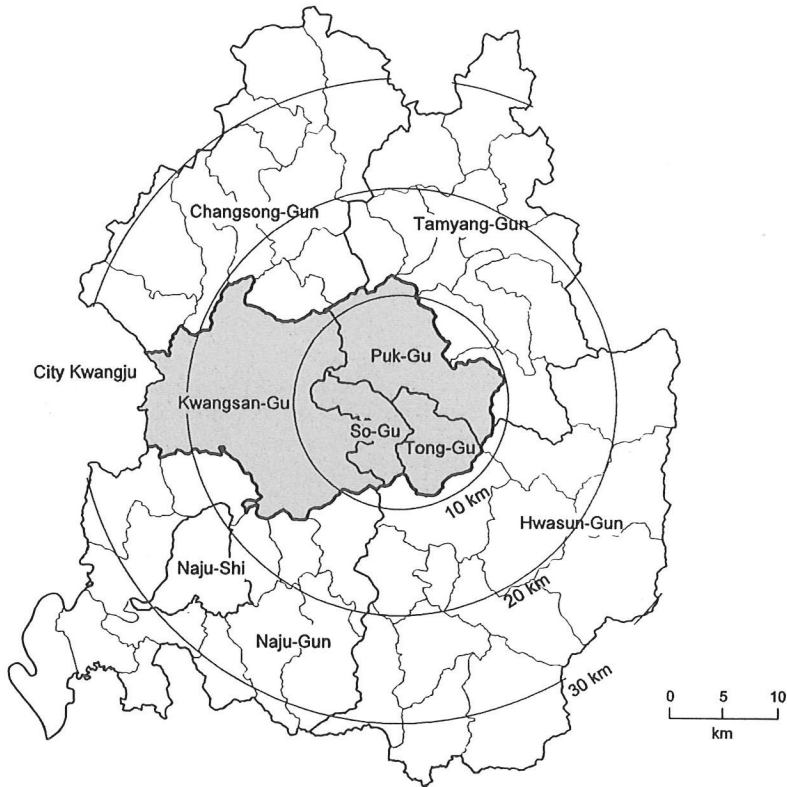 Changsong-Gun
Tamyang-Gun
City Kwangju
Puk-Gu
Kwangsan-Gu
So-Gu
Tong-Gu
10 km
Hwasun-Gun
Naju-Shi
20 km
Naju-Gun
30 km
0 5 10
km